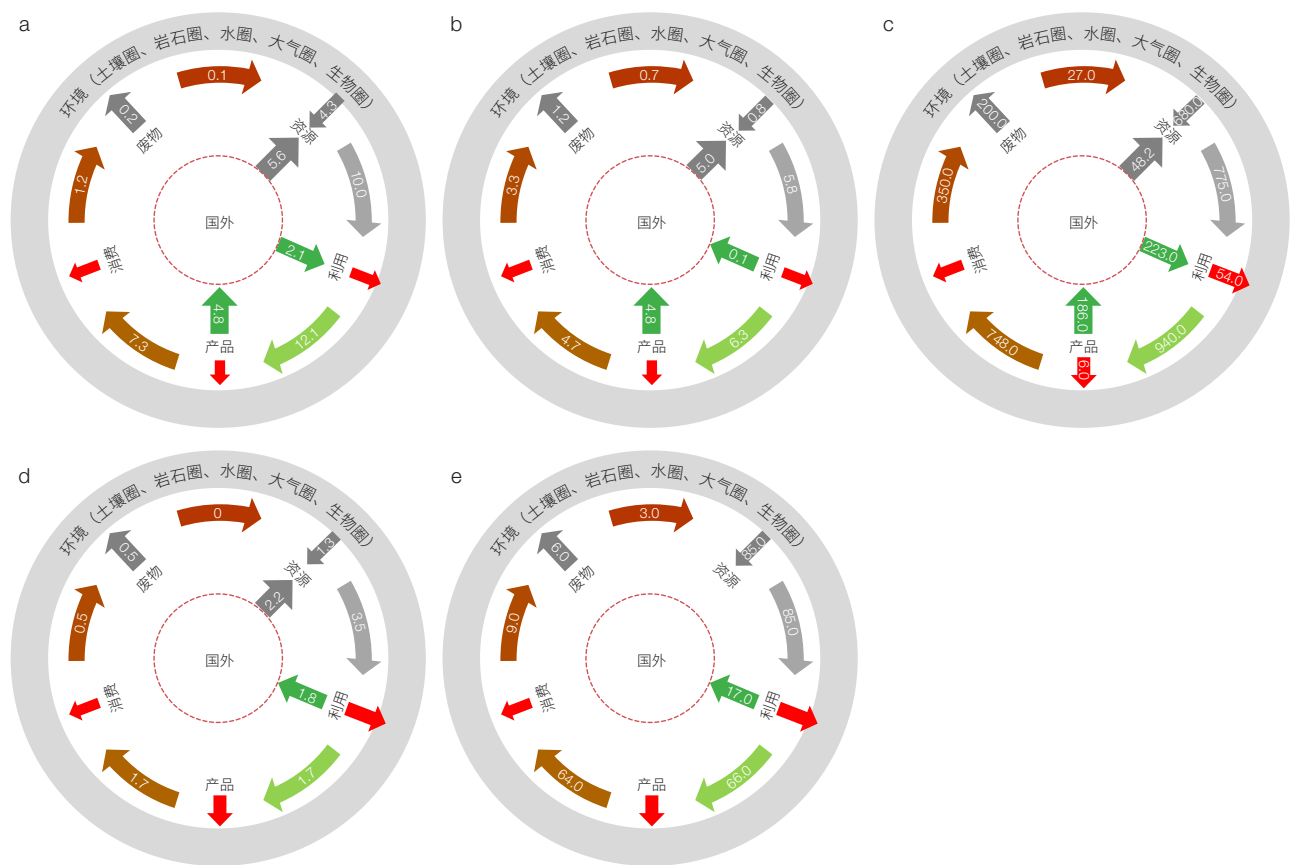 a
环境（土壤圈、岩石圈、水圈、大气圈、生物圈）
0.1
4.3
0.2
废物
资源
5.6
10.0
1.2
国外
2.1
消费
利用
4.8
7.3
产品
12.1
b
环境（土壤圈、岩石圈、水圈、大气圈、生物圈）
0.7
0.8
1.2
废物
资源
5.0
5.8
3.3
国外
0.1
消费
利用
4.8
4.7
产品
6.3
c
环境（土壤圈、岩石圈、水圈、大气圈、生物圈）
27.0
680.0
200.0
废物
资源
48.2
775.0
350.0
国外
223.0
消费
利用
54.0
186.0
748.0
产品
940.0
6.0
d
环境（土壤圈、岩石圈、水圈、大气圈、生物圈）
0
1.3
0.5
废物
资源
2.2
3.5
0.5
国外
1.8
消费
利用
1.7
产品
1.7
e
环境（土壤圈、岩石圈、水圈、大气圈、生物圈）
3.0
85.0
6.0
废物
资源
85.0
9.0
国外
17.0
消费
利用
64.0
产品
66.0